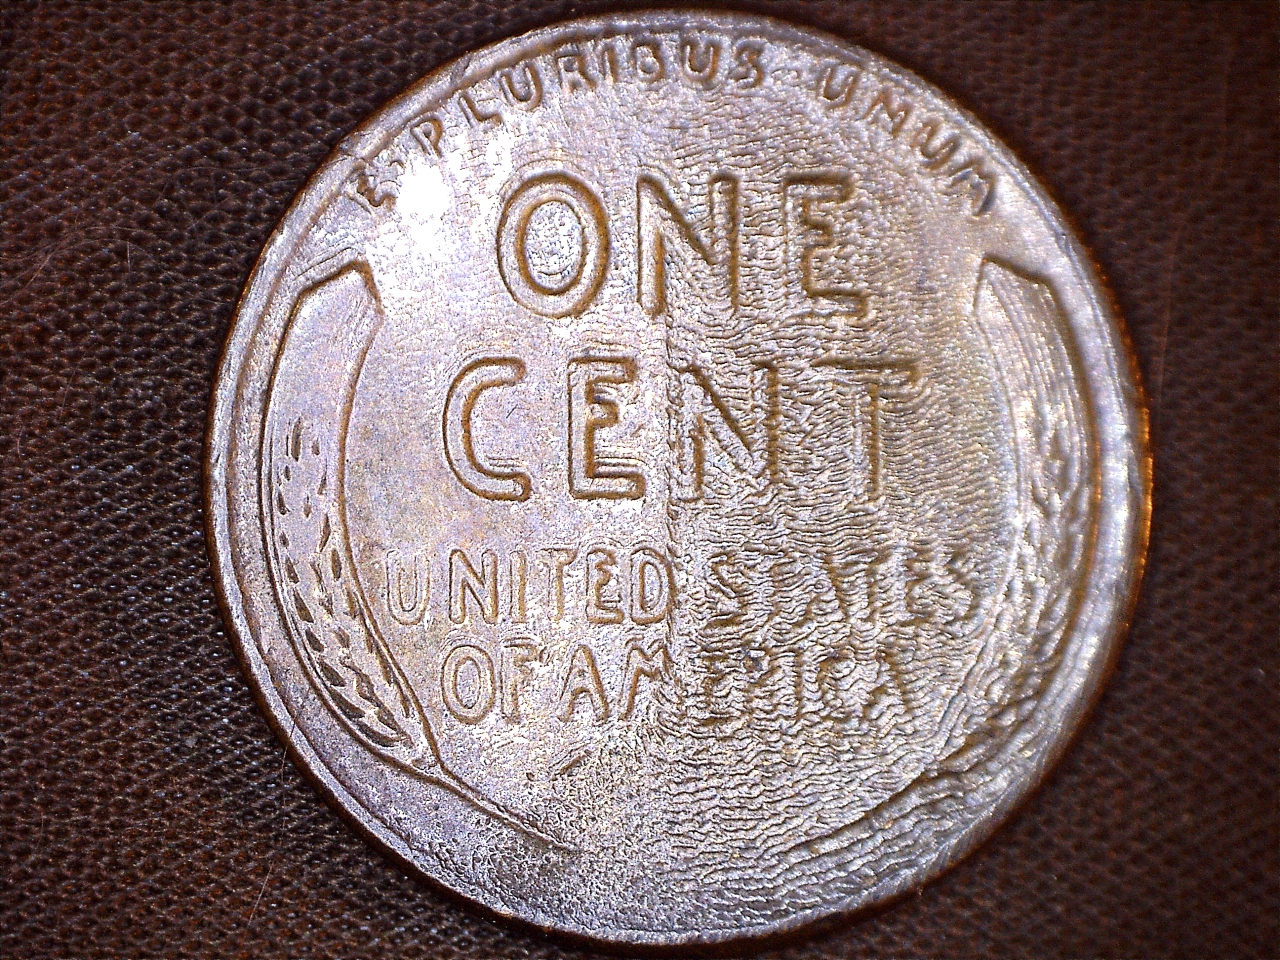 E·PLURIBUS·UNUM
ONE
CENT
UNITED STATES
OF AMERICA